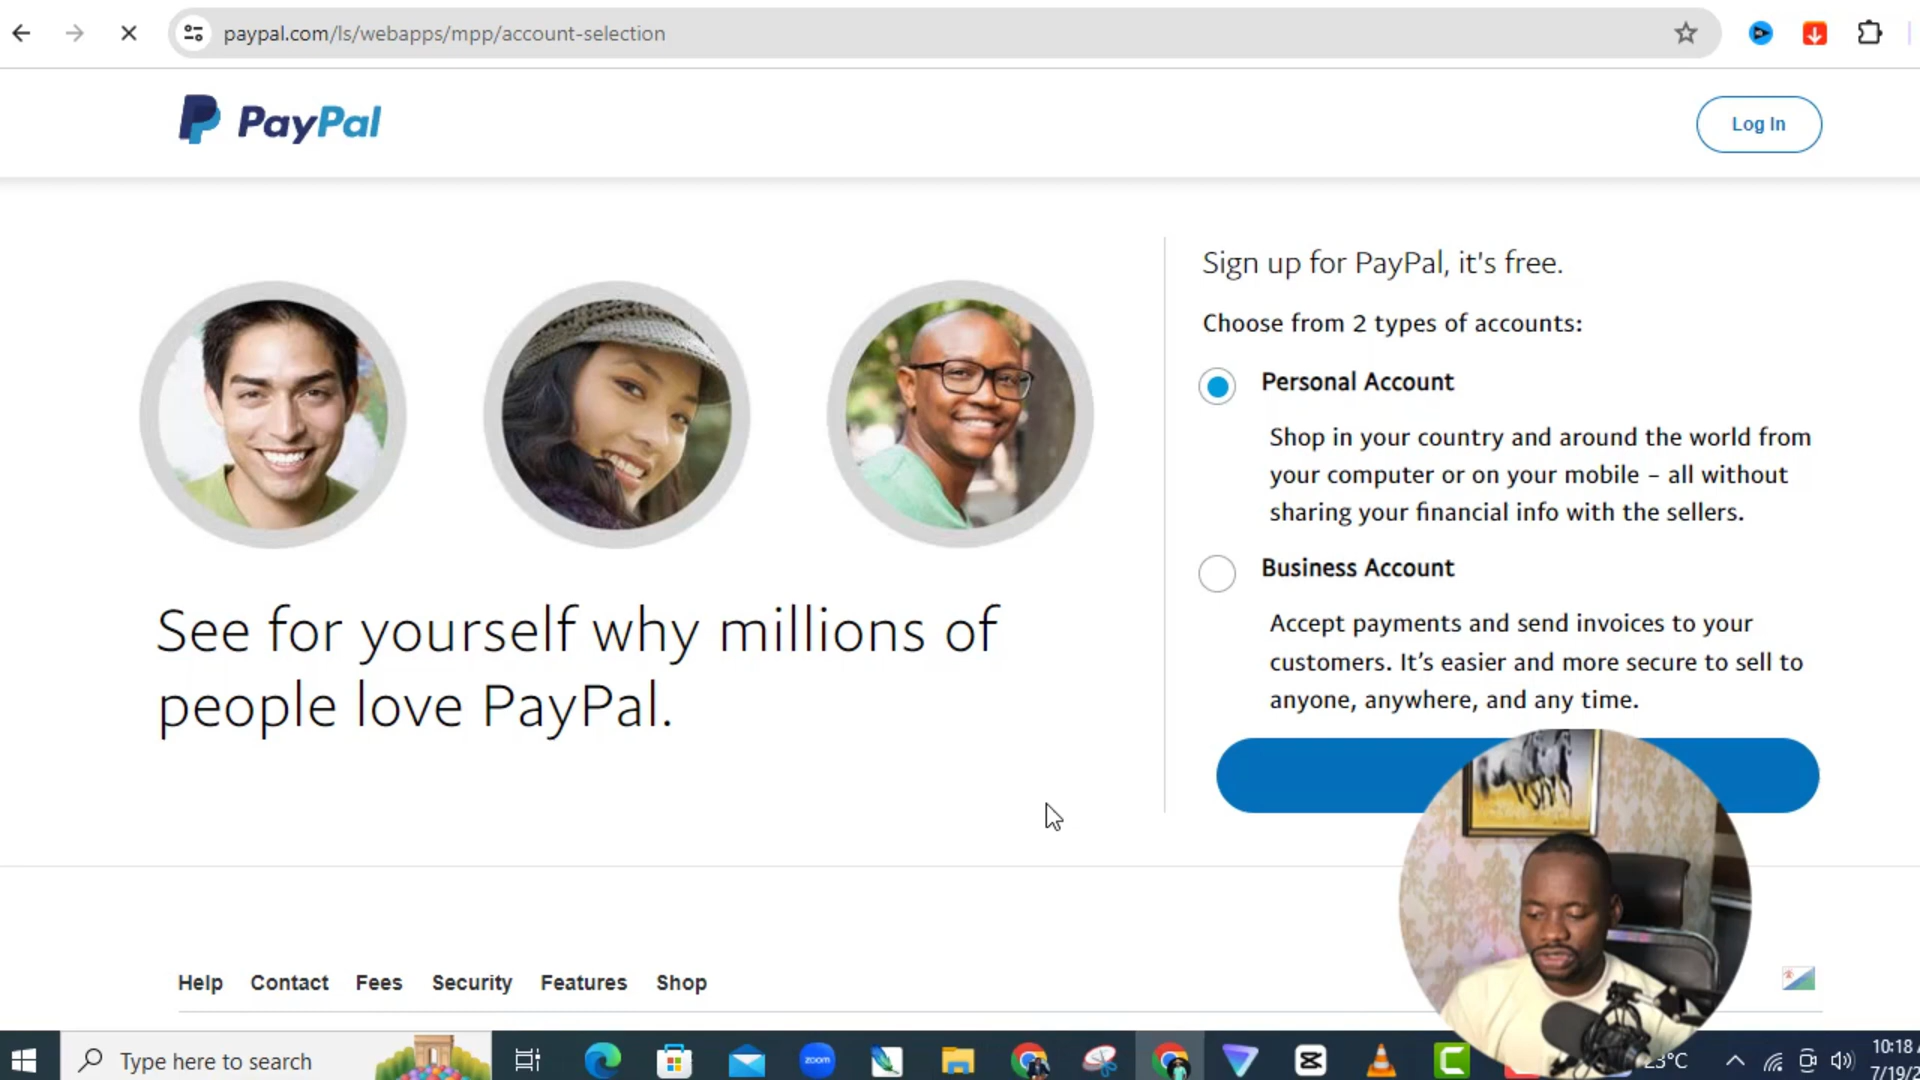 paypal.com/ls/webapps/mpp/account-selection
PayPal
Log In
Sign up for PayPal, it's free.
Choose from 2 types of accounts:
Personal Account
Shop in your country and around the world from
your computer or on your mobile – all without
sharing your financial info with the sellers.
Business Account
Accept payments and send invoices to your
customers. It’s easier and more secure to sell to
anyone, anywhere, and any time.
See for yourself why millions of
people love PayPal.
Help Contact Fees Security Features Shop
Type here to search
zoom
10:18